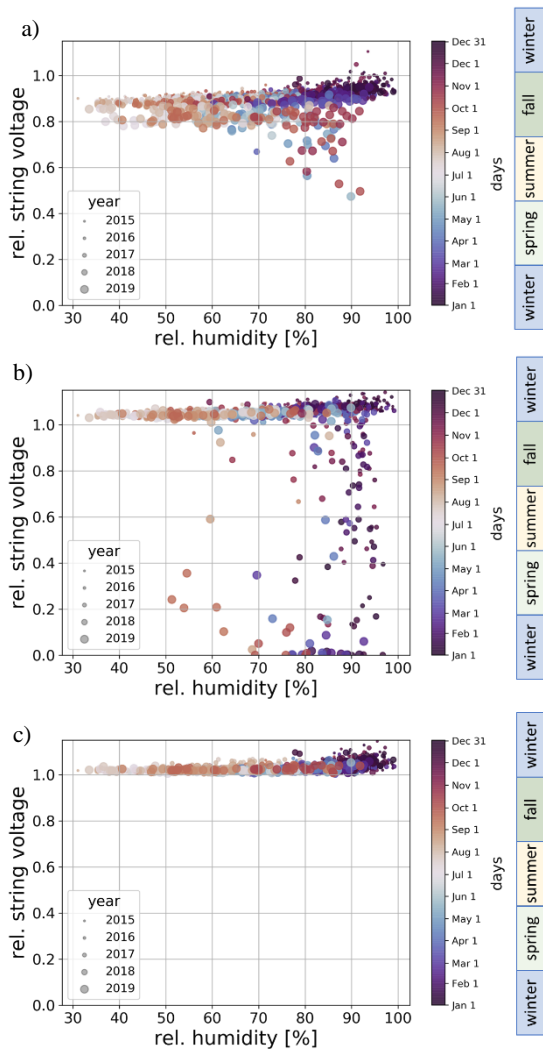 a)
rel. string voltage
1.0
0.8
0.6
0.4
0.2
0.0
year
2015
2016
2017
2018
2019
30 40 50 60 70 80 90 100
rel. humidity [%]
Dec 31
Dec 1
Nov 1
Oct 1
Sep 1
Aug 1
Jul 1
Jun 1
May 1
Apr 1
Mar 1
Feb 1
Jan 1
days
winter
fall
summer
spring
winter
b)
rel. string voltage
1.0
0.8
0.6
0.4
0.2
0.0
year
2015
2016
2017
2018
2019
30 40 50 60 70 80 90 100
rel. humidity [%]
Dec 31
Dec 1
Nov 1
Oct 1
Sep 1
Aug 1
Jul 1
Jun 1
May 1
Apr 1
Mar 1
Feb 1
Jan 1
days
winter
fall
summer
spring
winter
c)
rel. string voltage
1.0
0.8
0.6
0.4
0.2
0.0
year
2015
2016
2017
2018
2019
30 40 50 60 70 80 90 100
rel. humidity [%]
Dec 31
Dec 1
Nov 1
Oct 1
Sep 1
Aug 1
Jul 1
Jun 1
May 1
Apr 1
Mar 1
Feb 1
Jan 1
days
winter
fall
summer
spring
winter